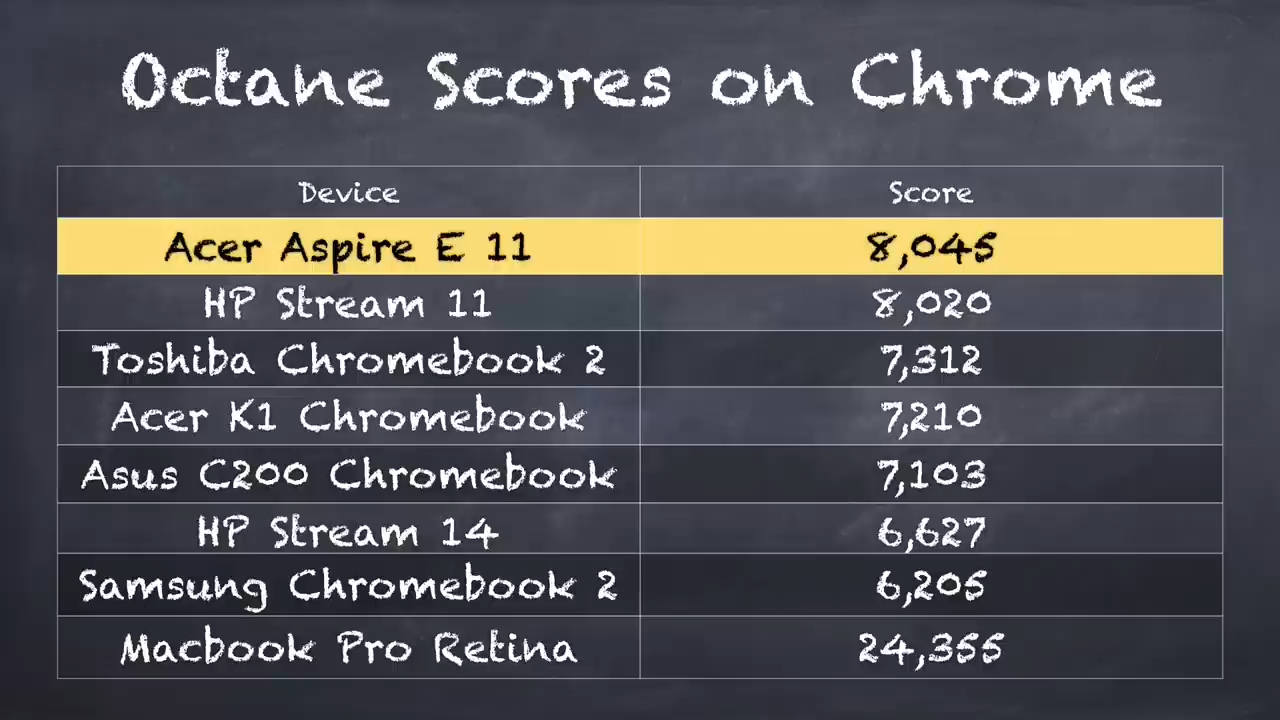 Octane Scores on Chrome
Device Score
Acer Aspire E 11 8,045
HP Stream 11 8,020
Toshiba Chromebook 2 7,312
Acer K1 Chromebook 7,210
Asus C200 Chromebook 7,103
HP Stream 14 6,627
Samsung Chromebook 2 6,205
Macbook Pro Retina 24,355